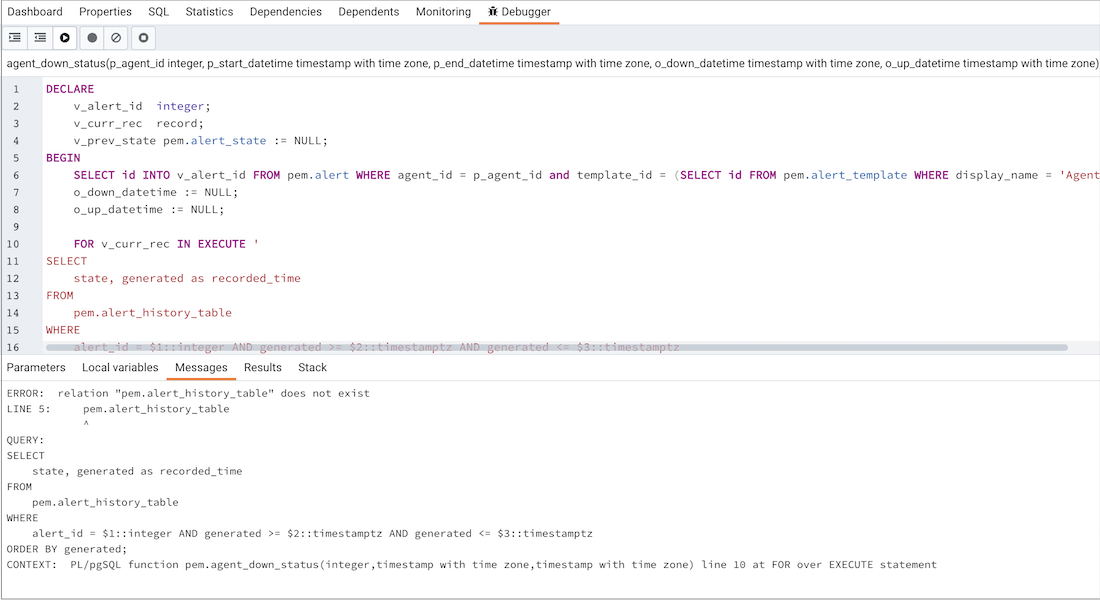 Dashboard Properties SQL Statistics Dependencies Dependents Monitoring Debugger
agent_down_status(p_agent_id integer, p_start_datetime timestamp with time zone, p_end_datetime timestamp with time zone, o_down_datetime timestamp with time zone, o_up_datetime timestamp with time zone)
1 DECLARE
2     v_alert_id  integer;
3     v_curr_rec  record;
4     v_prev_state pem.alert_state := NULL;
5 BEGIN
6     SELECT id INTO v_alert_id FROM pem.alert WHERE agent_id = p_agent_id and template_id = (SELECT id FROM pem.alert_template WHERE display_name = 'Agent
7     o_down_datetime := NULL;
8     o_up_datetime := NULL;
9
10     FOR v_curr_rec IN EXECUTE '
11 SELECT
12     state, generated as recorded_time
13 FROM
14     pem.alert_history_table
15 WHERE
16     alert_id = $1::integer AND generated >= $2::timestamptz AND generated <= $3::timestamptz
Parameters Local variables Messages Results Stack
ERROR:  relation "pem.alert_history_table" does not exist
LINE 5:     pem.alert_history_table
            ^
QUERY:
SELECT
    state, generated as recorded_time
FROM
    pem.alert_history_table
WHERE
    alert_id = $1::integer AND generated >= $2::timestamptz AND generated <= $3::timestamptz
ORDER BY generated;
CONTEXT:  PL/pgSQL function pem.agent_down_status(integer,timestamp with time zone,timestamp with time zone) line 10 at FOR over EXECUTE statement